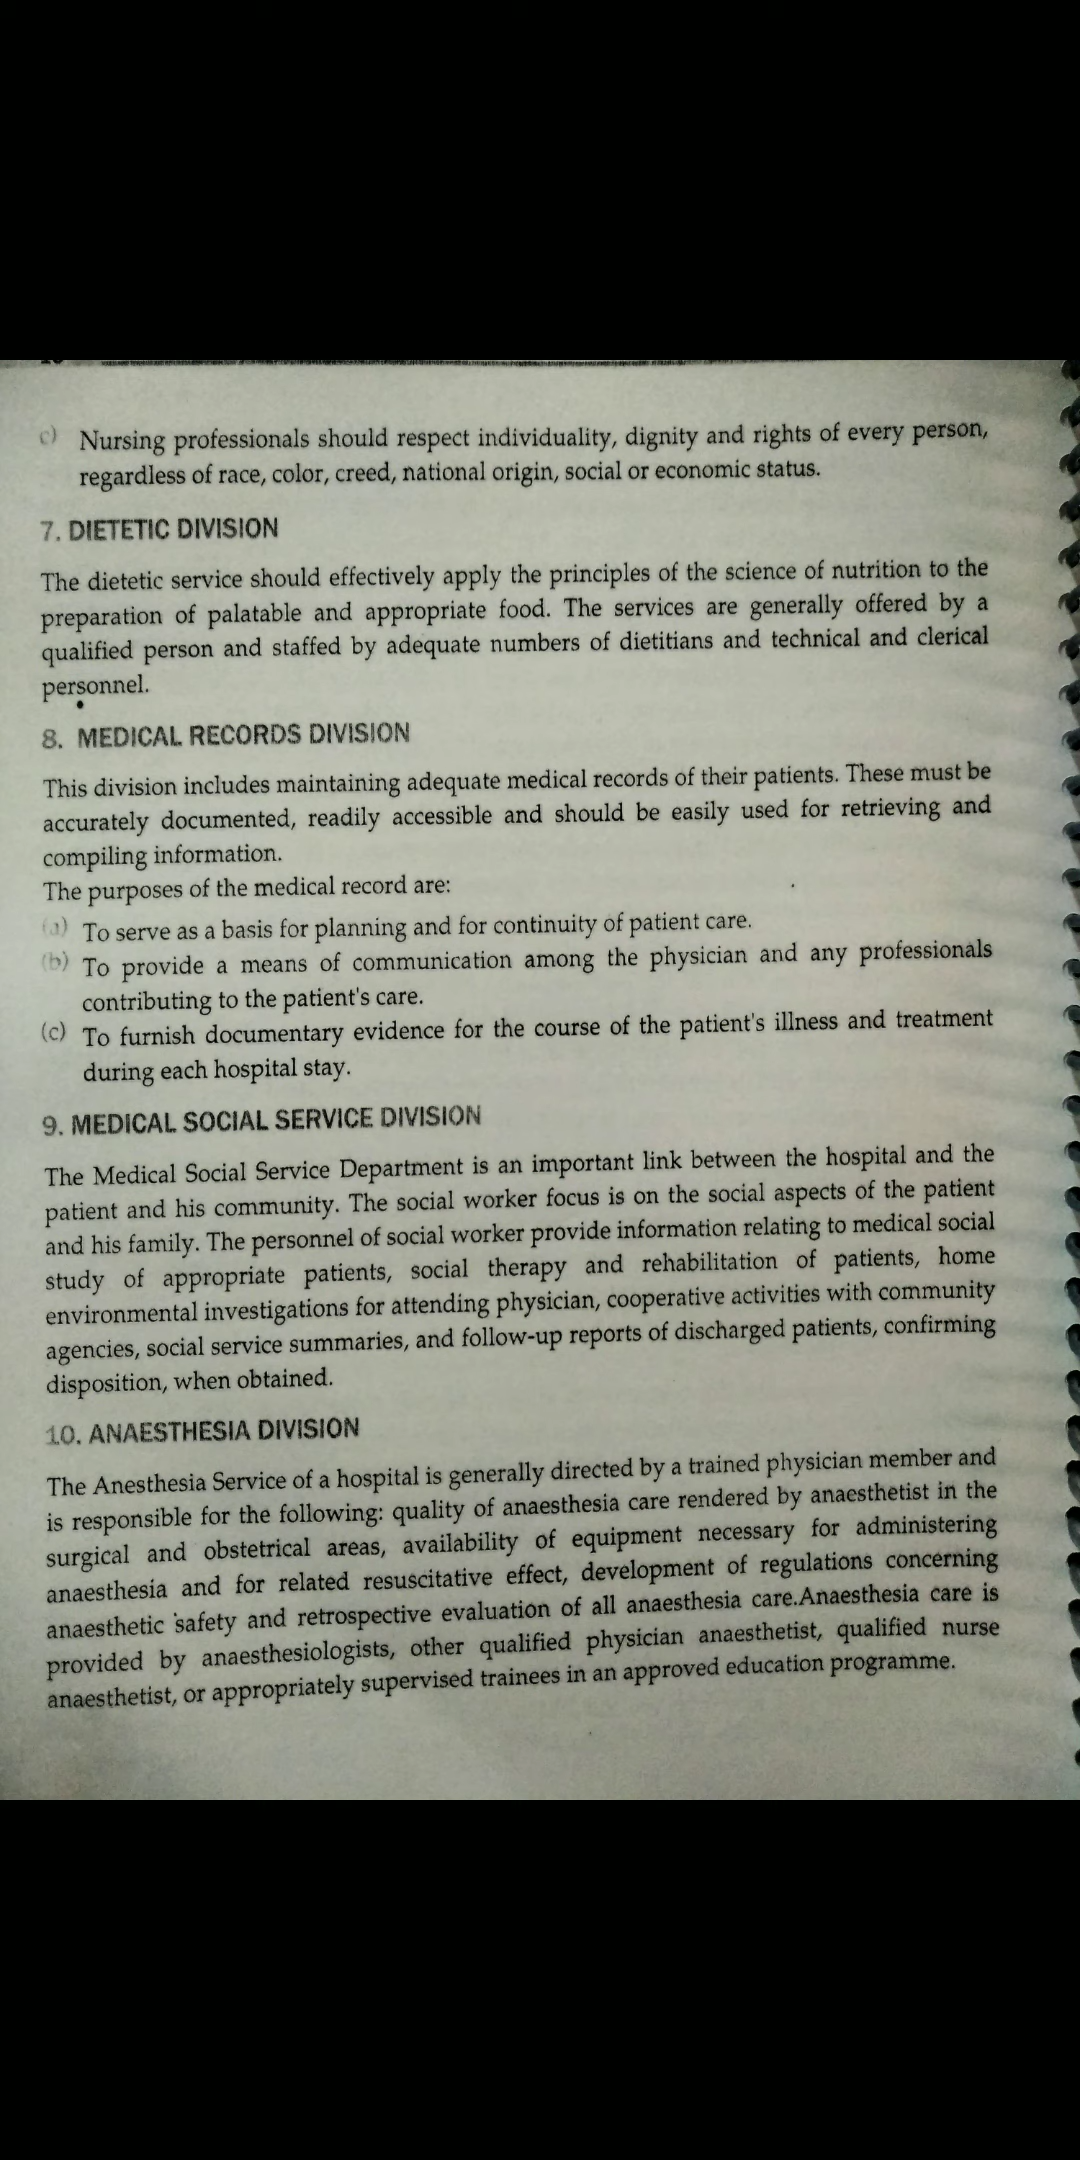 c) Nursing professionals should respect individuality, dignity and rights of every person,
regardless of race, color, creed, national origin, social or economic status.
7. DIETETIC DIVISION
The dietetic service should effectively apply the principles of the science of nutrition to the
preparation of palatable and appropriate food. The services are generally offered by a
qualified person and staffed by adequate numbers of dietitians and technical and clerical
personnel.
8. MEDICAL RECORDS DIVISION
This division includes maintaining adequate medical records of their patients. These must be
accurately documented, readily accessible and should be easily used for retrieving and
compiling information.
The purposes of the medical record are:
(a) To serve as a basis for planning and for continuity of patient care.
(b) To provide a means of communication among the physician and any professionals
contributing to the patient's care.
(c) To furnish documentary evidence for the course of the patient's illness and treatment
during each hospital stay.
9. MEDICAL SOCIAL SERVICE DIVISION
The Medical Social Service Department is an important link between the hospital and the
patient and his community. The social worker focus is on the social aspects of the patient
and his family. The personnel of social worker provide information relating to medical social
study of appropriate patients, social therapy and rehabilitation of patients, home
environmental investigations for attending physician, cooperative activities with community
agencies, social service summaries, and follow-up reports of discharged patients, confirming
disposition, when obtained.
10. ANAESTHESIA DIVISION
The Anesthesia Service of a hospital is generally directed by a trained physician member and
is responsible for the following: quality of anaesthesia care rendered by anaesthetist in the
surgical and obstetrical areas, availability of equipment necessary for administering
anaesthesia and for related resuscitative effect, development of regulations concerning
anaesthetic safety and retrospective evaluation of all anaesthesia care.Anaesthesia care is
provided by anaesthesiologists, other qualified physician anaesthetist, qualified nurse
anaesthetist, or appropriately supervised trainees in an approved education programme.